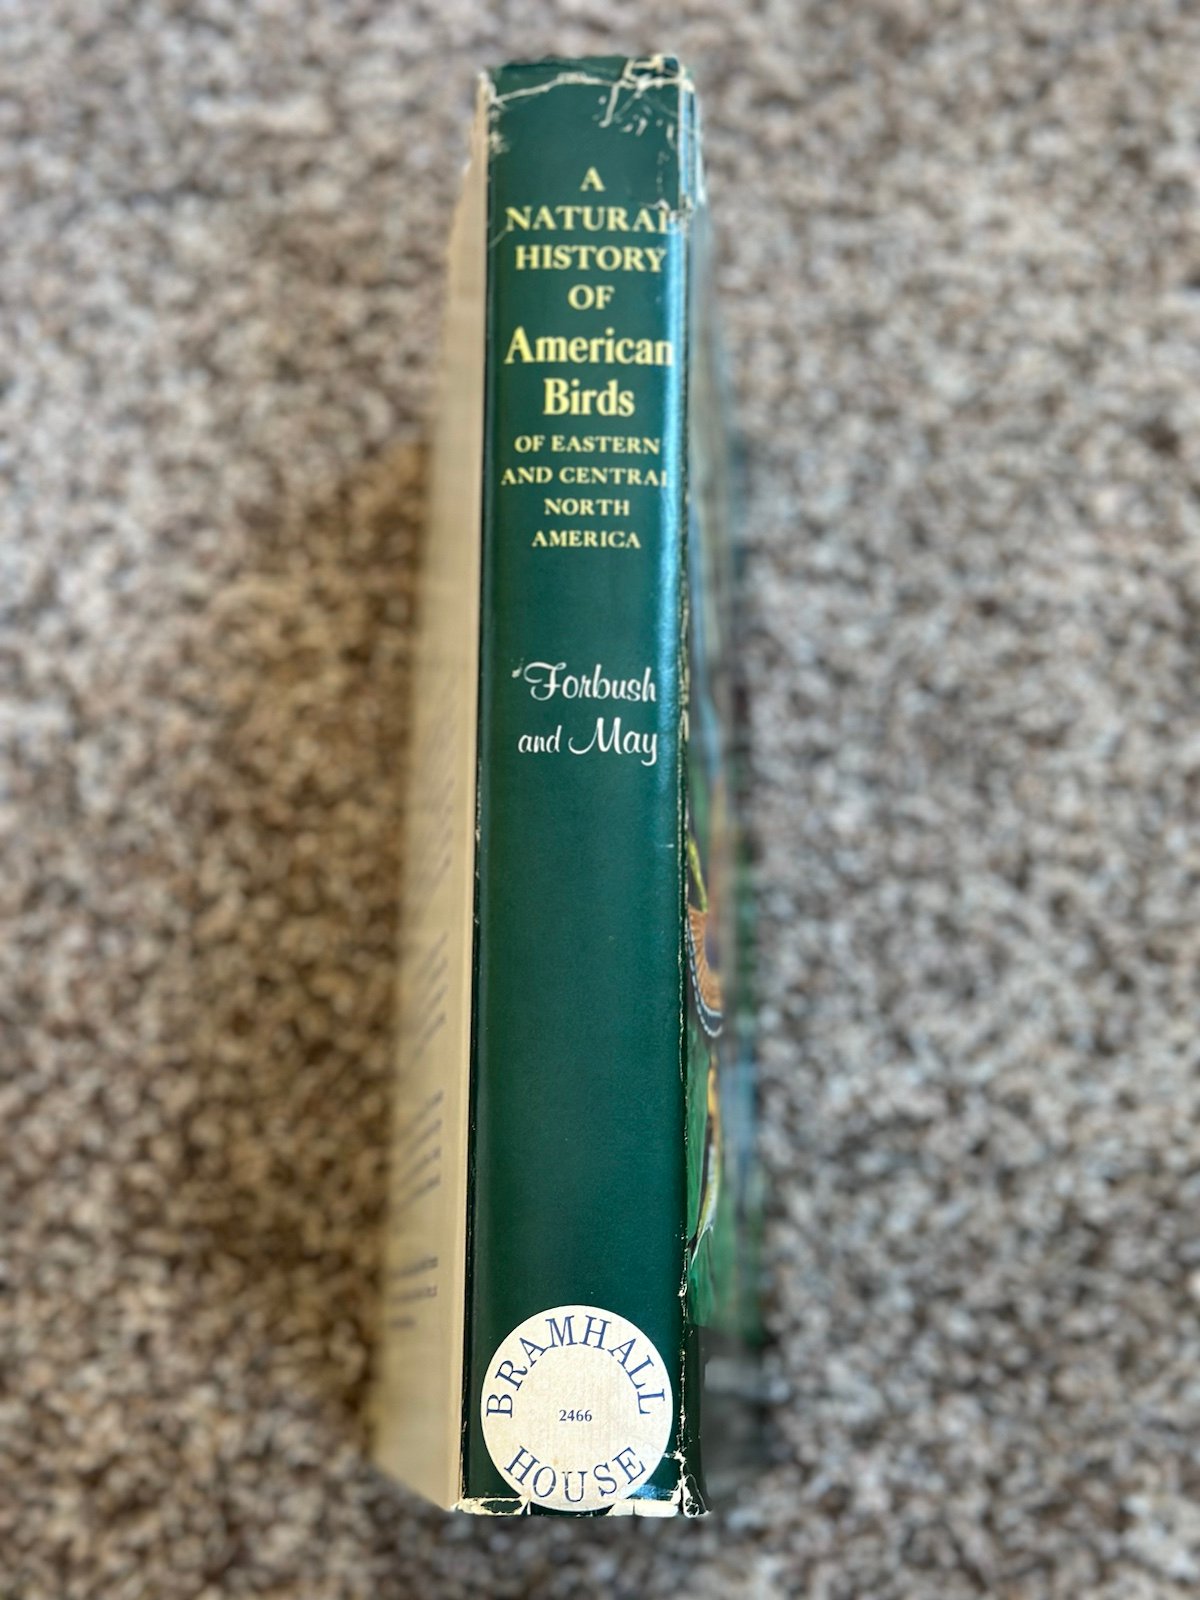 A
NATURAL
HISTORY
OF
American
Birds
OF EASTERN
AND CENTRAL
NORTH
AMERICA
Forbush
and May
BRAMHALL
2466
HOUSE